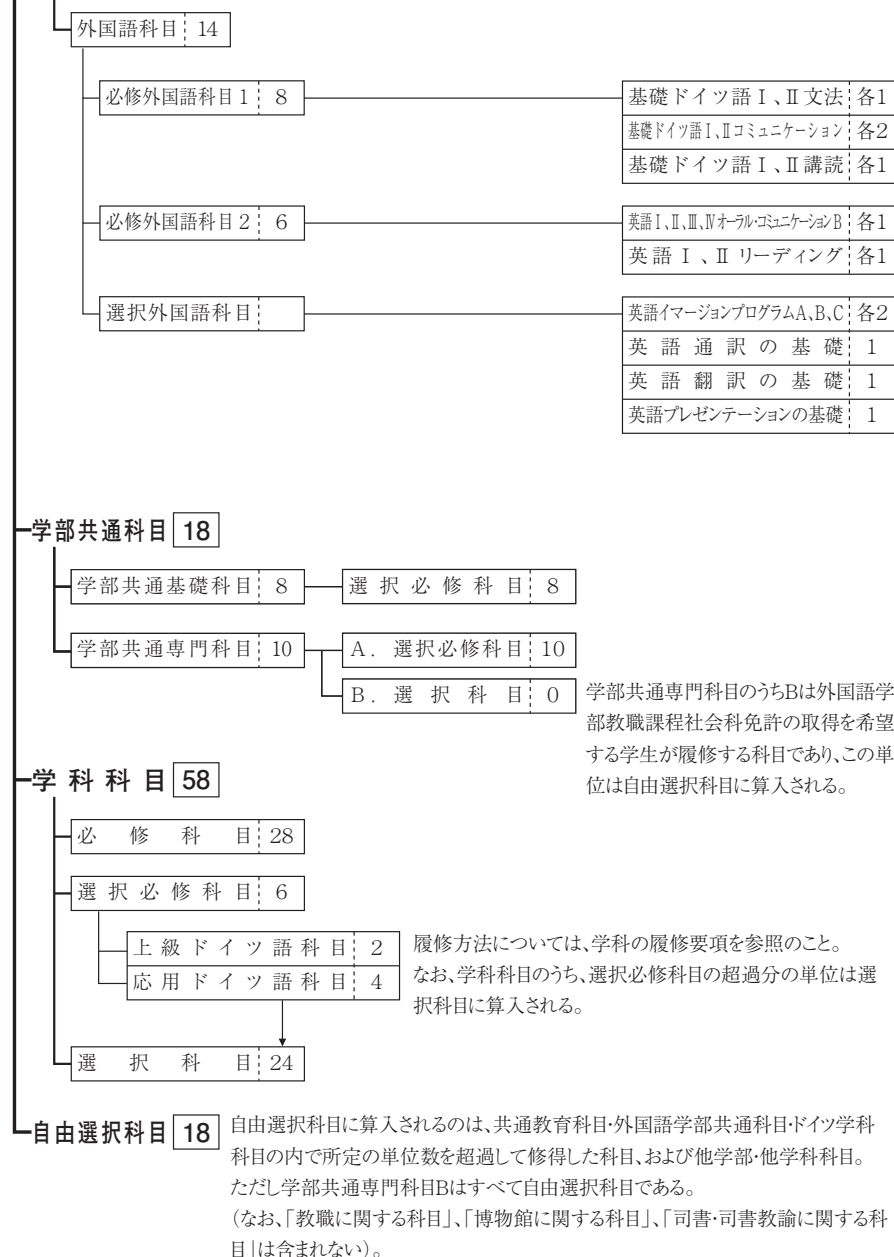 外国語科目 14
必修外国語科目1 8
基礎ドイツ語Ⅰ、Ⅱ文法 各1
基礎ドイツ語Ⅰ、Ⅱコミュニケーション 各2
基礎ドイツ語Ⅰ、Ⅱ講読 各1
必修外国語科目2 6
英語Ⅰ、Ⅱ、Ⅲ、Ⅳオーラル・コミュニケーションB 各1
英語Ⅰ、Ⅱリーディング 各1
選択外国語科目
英語イマージョンプログラムA、B、C 各2
英語通訳の基礎 1
英語翻訳の基礎 1
英語プレゼンテーションの基礎 1
学部共通科目 18
学部共通基礎科目 8 選択必修科目 8
学部共通専門科目 10 A. 選択必修科目 10
B. 選択科目 0
学部共通専門科目のうちBは外国語学
部教職課程社会科免許の取得を希望
する学生が履修する科目であり、この単
位は自由選択科目に算入される。
学科科目 58
必修科目 28
選択必修科目 6
上級ドイツ語科目 2
応用ドイツ語科目 4
履修方法については、学科の履修要項を参照のこと。
なお、学科科目のうち、選択必修科目の超過分の単位は選
択科目に算入される。
選択科目 24
自由選択科目 18
自由選択科目に算入されるのは、共通教育科目・外国語学部共通科目・ドイツ学科
科目の内で所定の単位数を超過して修得した科目、および他学部・他学科科目。
ただし学部共通専門科目Bはすべて自由選択科目である。
(なお、「教職に関する科目」、「博物館に関する科目」、「司書・司書教諭に関する科
目」は含まれない)。